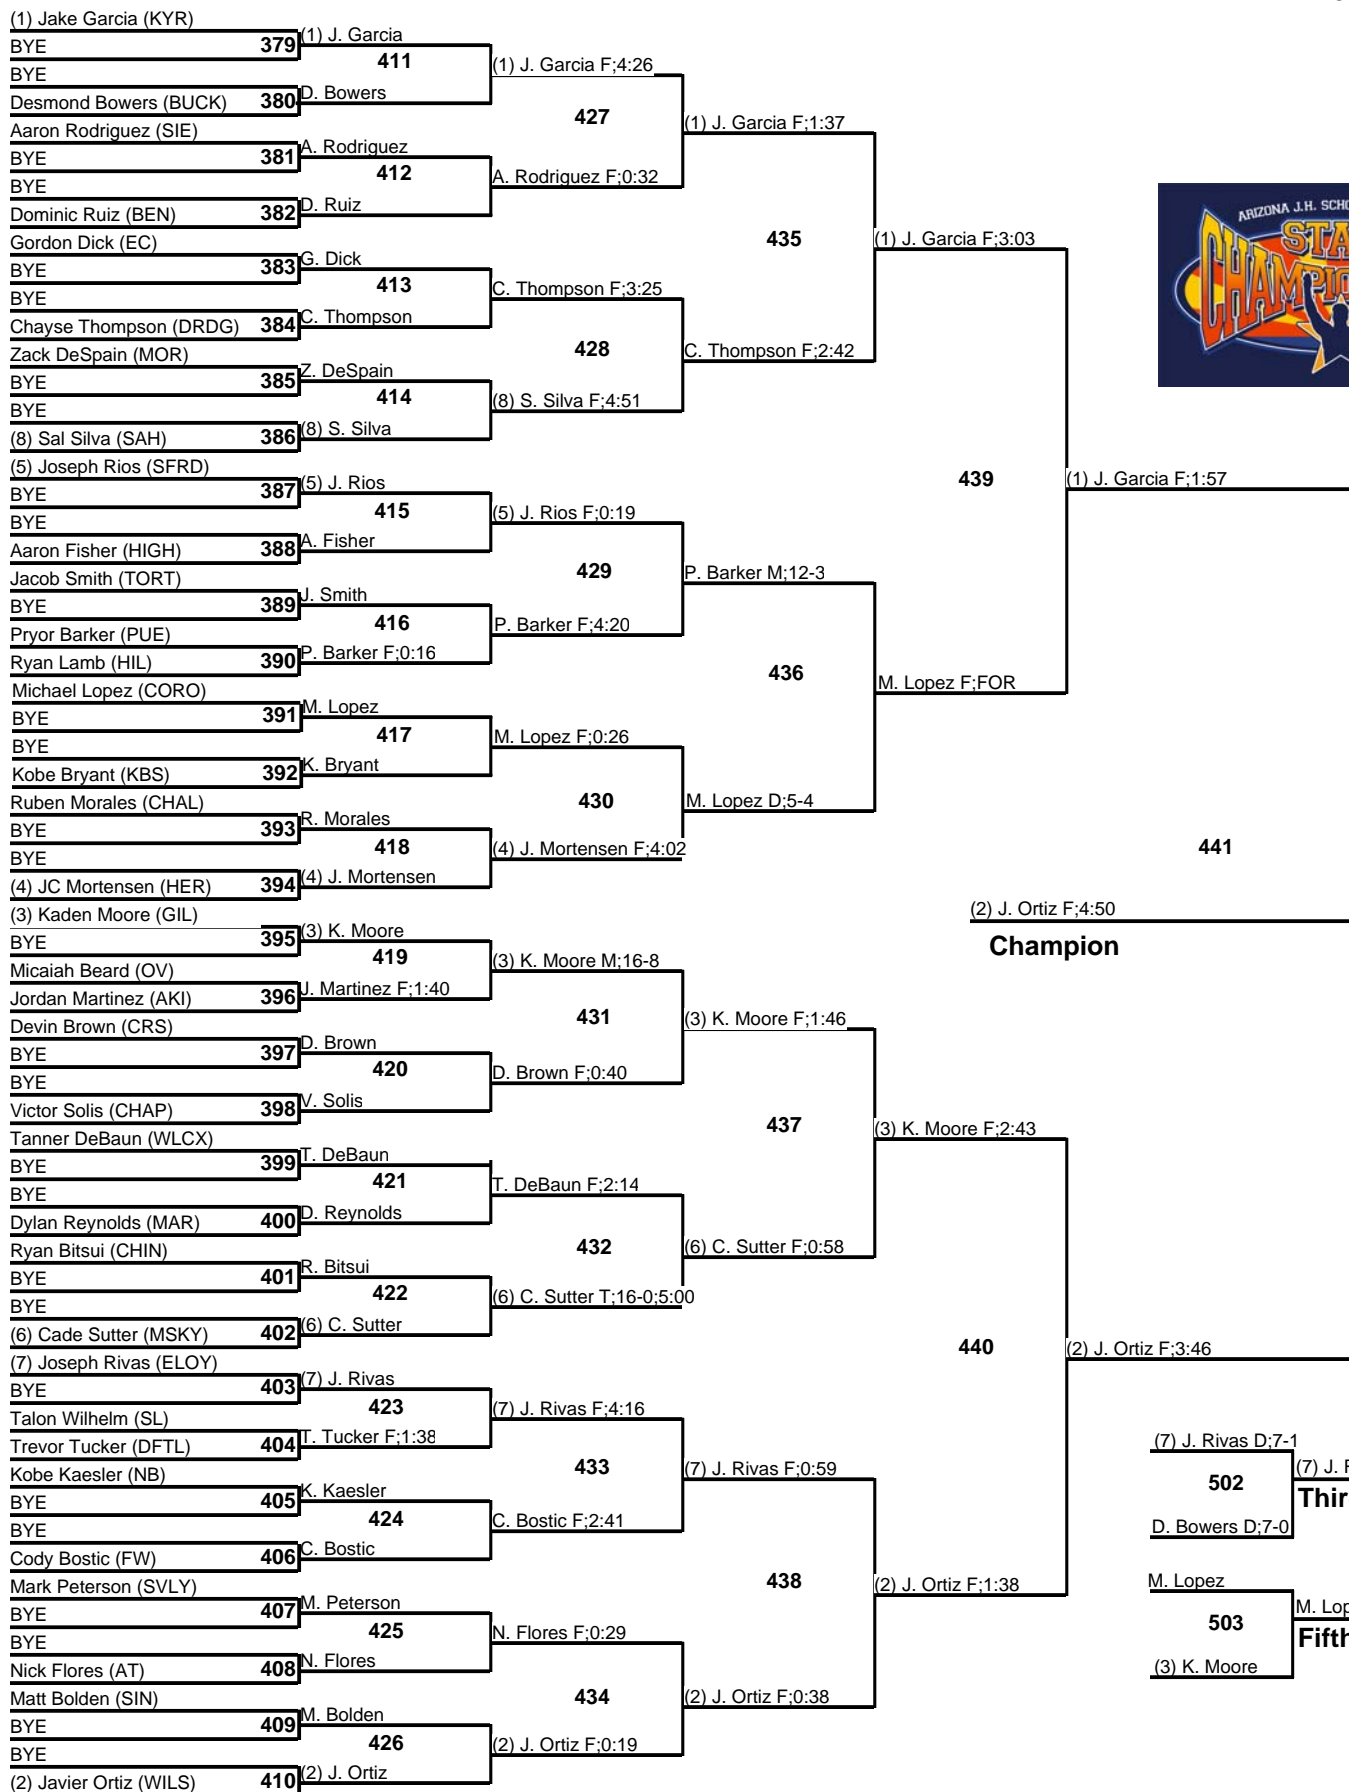 (1) Jake Garcia (KYR)
BYE
379
BYE
Desmond Bowers (BUCK)
380
Aaron Rodriguez (SIE)
BYE
381
BYE
Dominic Ruiz (BEN)
382
Gordon Dick (EC)
BYE
383
BYE
Chayse Thompson (DRDG)
384
Zack DeSpain (MOR)
BYE
385
BYE
(8) Sal Silva (SAH)
386
(5) Joseph Rios (SFRD)
BYE
387
BYE
Aaron Fisher (HIGH)
388
Jacob Smith (TORT)
BYE
389
Pryor Barker (PUE)
Ryan Lamb (HIL)
390
Michael Lopez (CORO)
BYE
391
BYE
Kobe Bryant (KBS)
392
Ruben Morales (CHAL)
BYE
393
BYE
(4) JC Mortensen (HER)
394
(3) Kaden Moore (GIL)
BYE
395
Micaiah Beard (OV)
Jordan Martinez (AKI)
396
Devin Brown (CRS)
BYE
397
BYE
Victor Solis (CHAP)
398
Tanner DeBaun (WLCX)
BYE
399
BYE
Dylan Reynolds (MAR)
400
Ryan Bitsui (CHIN)
BYE
401
BYE
(6) Cade Sutter (MSKY)
402
(7) Joseph Rivas (ELOY)
BYE
403
Talon Wilhelm (SL)
Trevor Tucker (DFTL)
404
Kobe Kaesler (NB)
BYE
405
BYE
Cody Bostic (FW)
406
Mark Peterson (SVLY)
BYE
407
BYE
Nick Flores (AT)
408
Matt Bolden (SIN)
BYE
409
BYE
(2) Javier Ortiz (WILS)
410
(1) J. Garcia
411
D. Bowers
A. Rodriguez
412
D. Ruiz
G. Dick
413
C. Thompson
Z. DeSpain
414
(8) S. Silva
(5) J. Rios
415
A. Fisher
J. Smith
416
P. Barker F;0:16
M. Lopez
417
K. Bryant
R. Morales
418
(4) J. Mortensen
(3) K. Moore
419
J. Martinez F;1:40
D. Brown
420
V. Solis
T. DeBaun
421
D. Reynolds
R. Bitsui
422
(6) C. Sutter
(7) J. Rivas
423
T. Tucker F;1:38
K. Kaesler
424
C. Bostic
M. Peterson
425
N. Flores
M. Bolden
426
(2) J. Ortiz
(1) J. Garcia F;4:26
427
A. Rodriguez F;0:32
C. Thompson F;3:25
428
(8) S. Silva F;4:51
(5) J. Rios F;0:19
429
P. Barker F;4:20
M. Lopez F;0:26
430
(4) J. Mortensen F;4:02
(3) K. Moore M;16-8
431
D. Brown F;0:40
T. DeBaun F;2:14
432
(6) C. Sutter T;16-0;5:00
(7) J. Rivas F;4:16
433
C. Bostic F;2:41
N. Flores F;0:29
434
(2) J. Ortiz F;0:19
(1) J. Garcia F;1:37
435
C. Thompson F;2:42
P. Barker M;12-3
436
M. Lopez D;5-4
(3) K. Moore F;1:46
437
(6) C. Sutter F;0:58
(7) J. Rivas F;0:59
438
(2) J. Ortiz F;0:38
(1) J. Garcia F;3:03
439
M. Lopez F;FOR
(3) K. Moore F;2:43
440
(2) J. Ortiz F;1:38
ARIZONA J.H.
(1) J. Garcia F;1:57
441
(2) J. Ortiz F;4:50
Champion
(2) J. Ortiz F;3:46
(7) J. Rivas D;7-1
502
(7) J.
D. Bowers D;7-0
M. Lopez
503
M.
(3) K. Moore